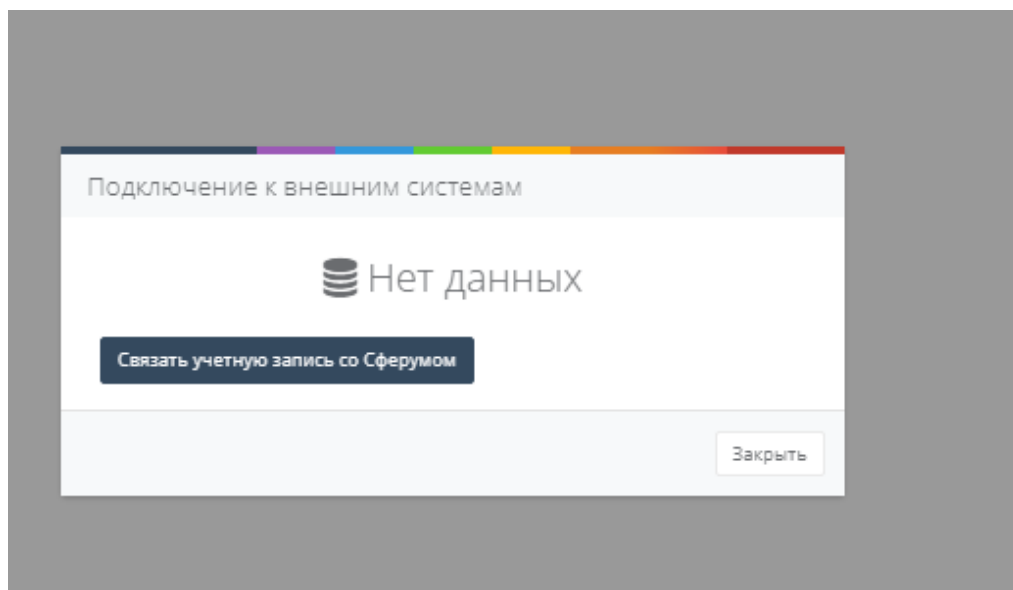 Подключение к внешним системам
Нет данных
Связать учетную запись со Сферумом
Закрыть